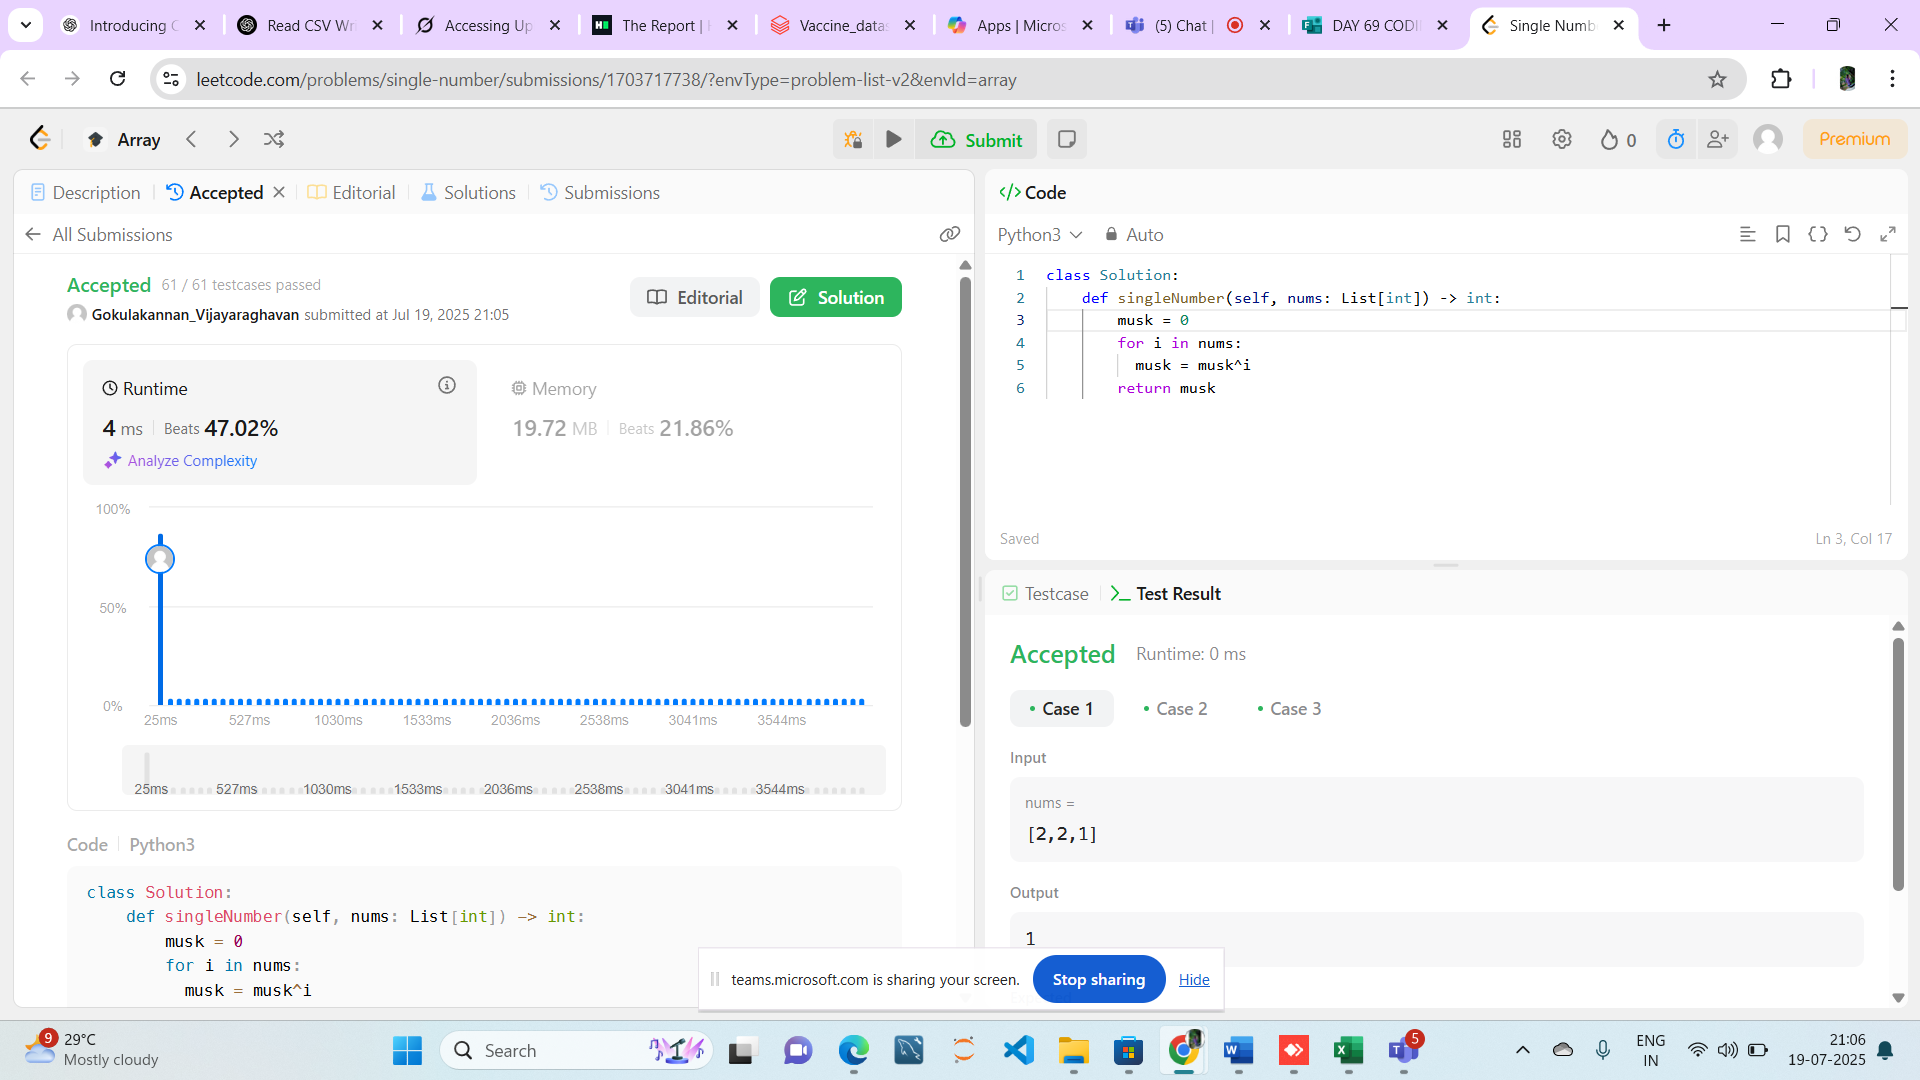 Introducing C
Read CSV Wr
Accessing Up
The Report |
Vaccine_datas
Apps | Micros
(5) Chat |
DAY 69 CODI
Single Numb
leetcode.com/problems/single-number/submissions/1703717738/?envType=problem-list-v2&envId=array
Array
Submit
0
Premium
Description
Accepted
Editorial
Solutions
Submissions
All Submissions
Accepted 61 / 61 testcases passed
Gokulakannan_Vijayaraghavan submitted at Jul 19, 2025 21:05
Editorial
Solution
Runtime
4 ms Beats 47.02%
Analyze Complexity
Memory
19.72 MB Beats 21.86%
100%
50%
0%
25ms 527ms 1030ms 1533ms 2036ms 2538ms 3041ms 3544ms
25ms 527ms 1030ms 1533ms 2036ms 2538ms 3041ms 3544ms
Code Python3
class Solution:
def singleNumber(self, nums: List[int]) -> int:
musk = 0
for i in nums:
musk = musk^i
</> Code
Python3 Auto
1 class Solution:
2 def singleNumber(self, nums: List[int]) -> int:
3 musk = 0
4 for i in nums:
5 musk = musk^i
6 return musk
Saved
Ln 3, Col 17
Testcase
Test Result
Accepted Runtime: 0 ms
Case 1
Case 2
Case 3
Input
nums =
[2,2,1]
Output
1
teams.microsoft.com is sharing your screen.
Stop sharing
Hide
9
29°C
Mostly cloudy
Search
5
ENG
IN
21:06
19-07-2025